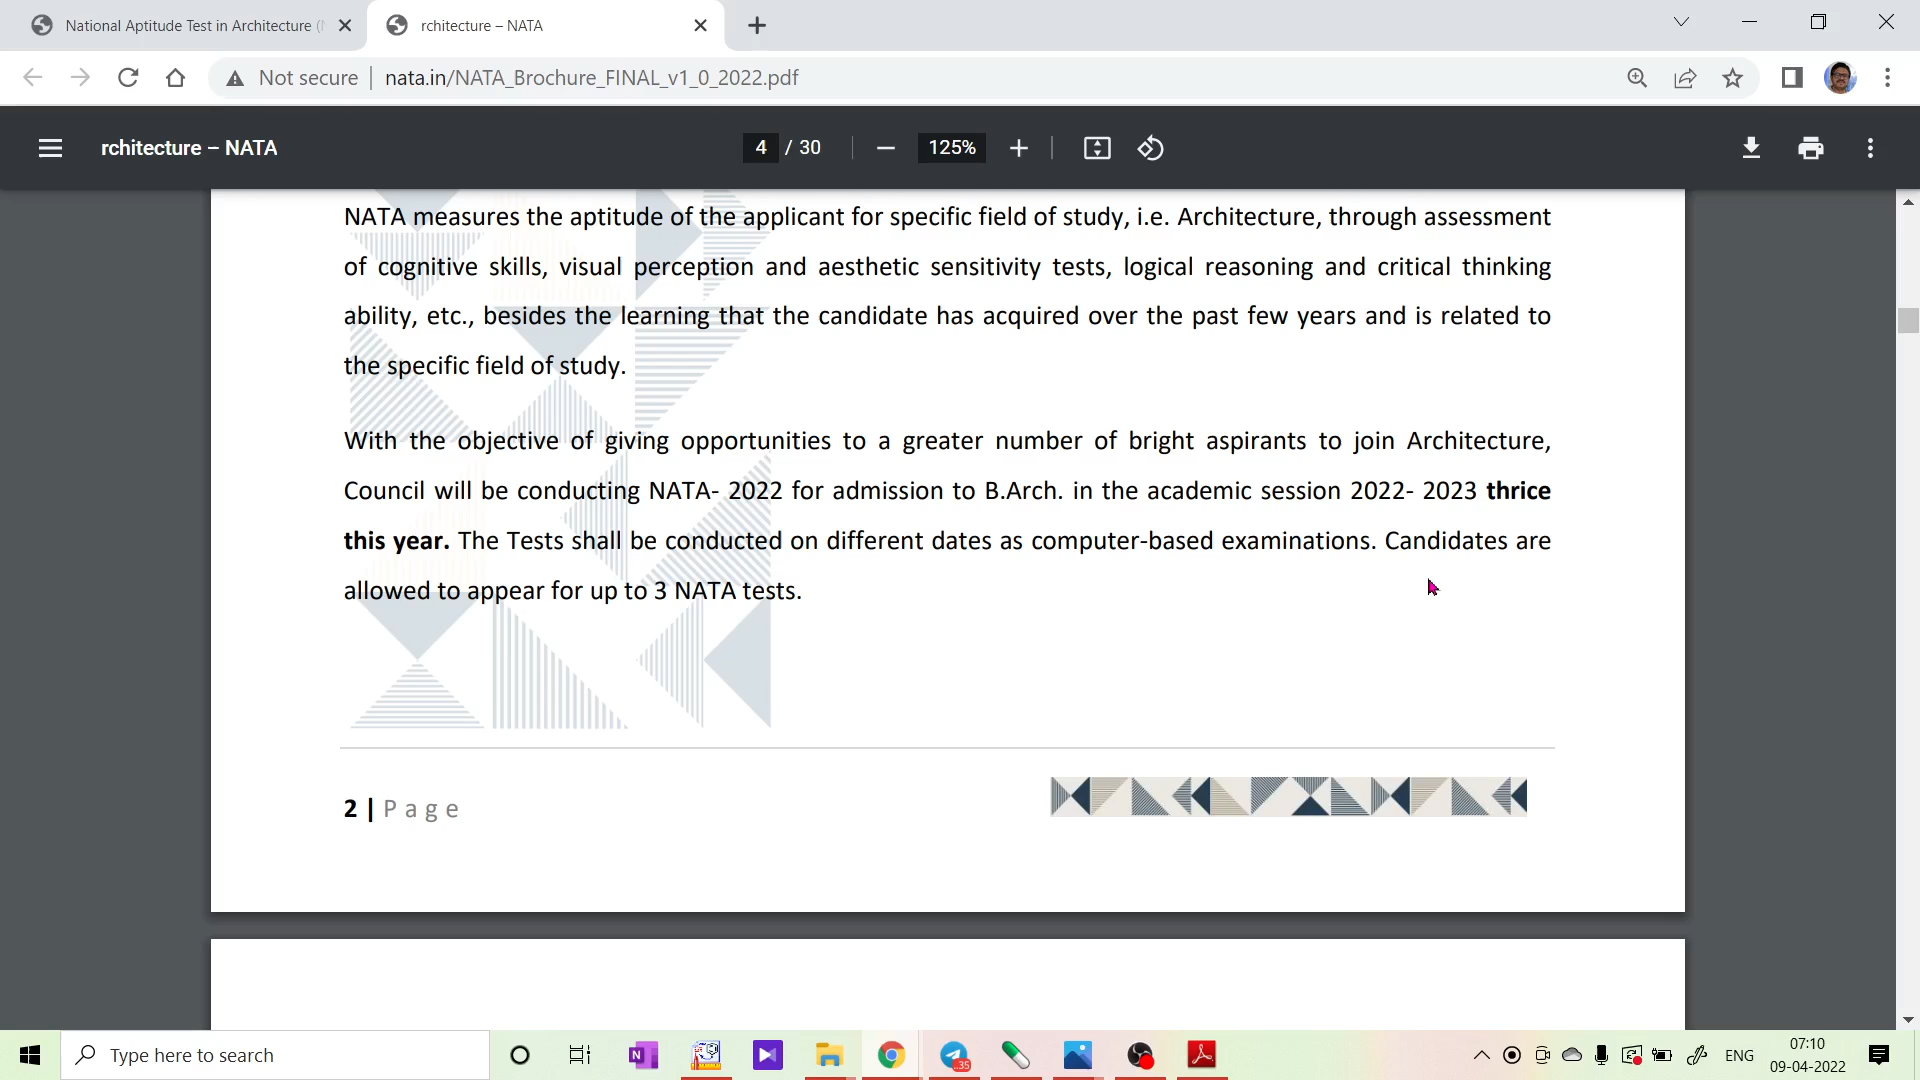 National Aptitude Test in Architecture (
rchitecture – NATA
Not secure
nata.in/NATA_Brochure_FINAL_v1_0_2022.pdf
rchitecture – NATA
4 / 30
125%
NATA measures the aptitude of the applicant for specific field of study, i.e. Architecture, through assessment
of cognitive skills, visual perception and aesthetic sensitivity tests, logical reasoning and critical thinking
ability, etc., besides the learning that the candidate has acquired over the past few years and is related to
the specific field of study.
With the objective of giving opportunities to a greater number of bright aspirants to join Architecture,
Council will be conducting NATA- 2022 for admission to B.Arch. in the academic session 2022- 2023 thrice
this year. The Tests shall be conducted on different dates as computer-based examinations. Candidates are
allowed to appear for up to 3 NATA tests.
2 | P a g e
Type here to search
N
35
ENG
07:10
09-04-2022